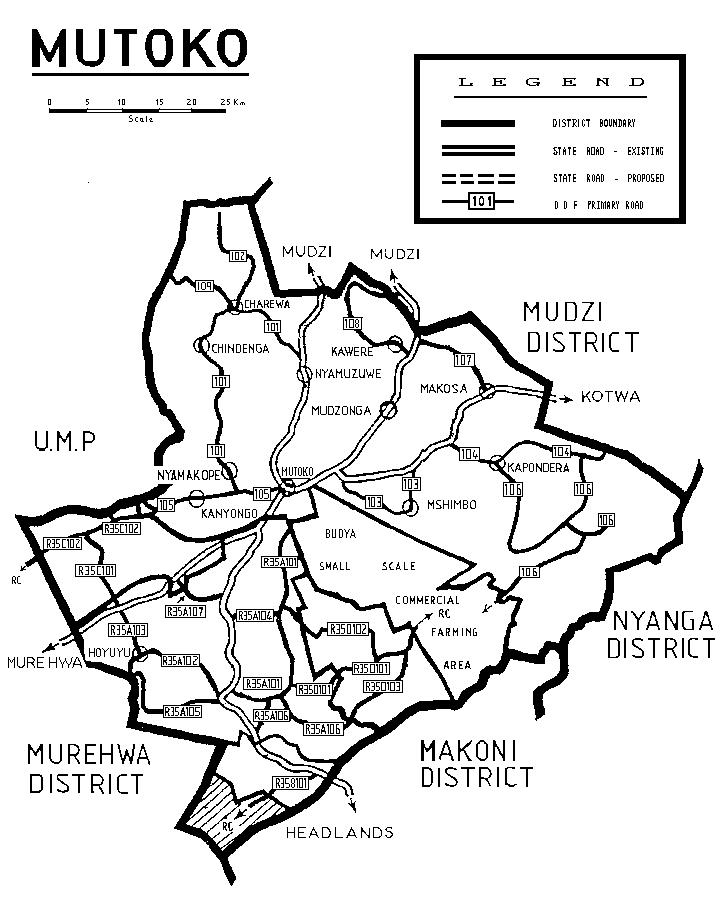 MUTOKO
0 5 10 15 20 25 Km
Scale
LEGEND
DISTRICT BOUNDARY
STATE ROAD - EXISTING
STATE ROAD - PROPOSED
101 D D F PRIMARY ROAD
MUDZI
MUDZI
102
109
CHAREWA
101
108
MUDZI
DISTRICT
CHINDENGA
KAWERE
107
101
NYAMUZUWE
MAKOSA
KOTWA
MUDZONGA
U.M.P
101
104
104
NYAMAKOPE
MUTOKO
KAPONDERA
103
105
105
103
106
106
KANYONGO
MSHIMBO
106
R35C102
BUDYA
R35C102
R35A101
SMALL SCALE
RC
R35C101
106
COMMERCIAL
R35A107
R35A104
RC
NYANGA
DISTRICT
R35A103
R35D102
FARMING
MUREHWA
HOYUYU
R35A102
AREA
R35D101
R35A101
R35D101
R35D103
R35A105
R35A106
R35A106
MUREHWA
DISTRICT
MAKONI
DISTRICT
R35B101
RC
HEADLANDS